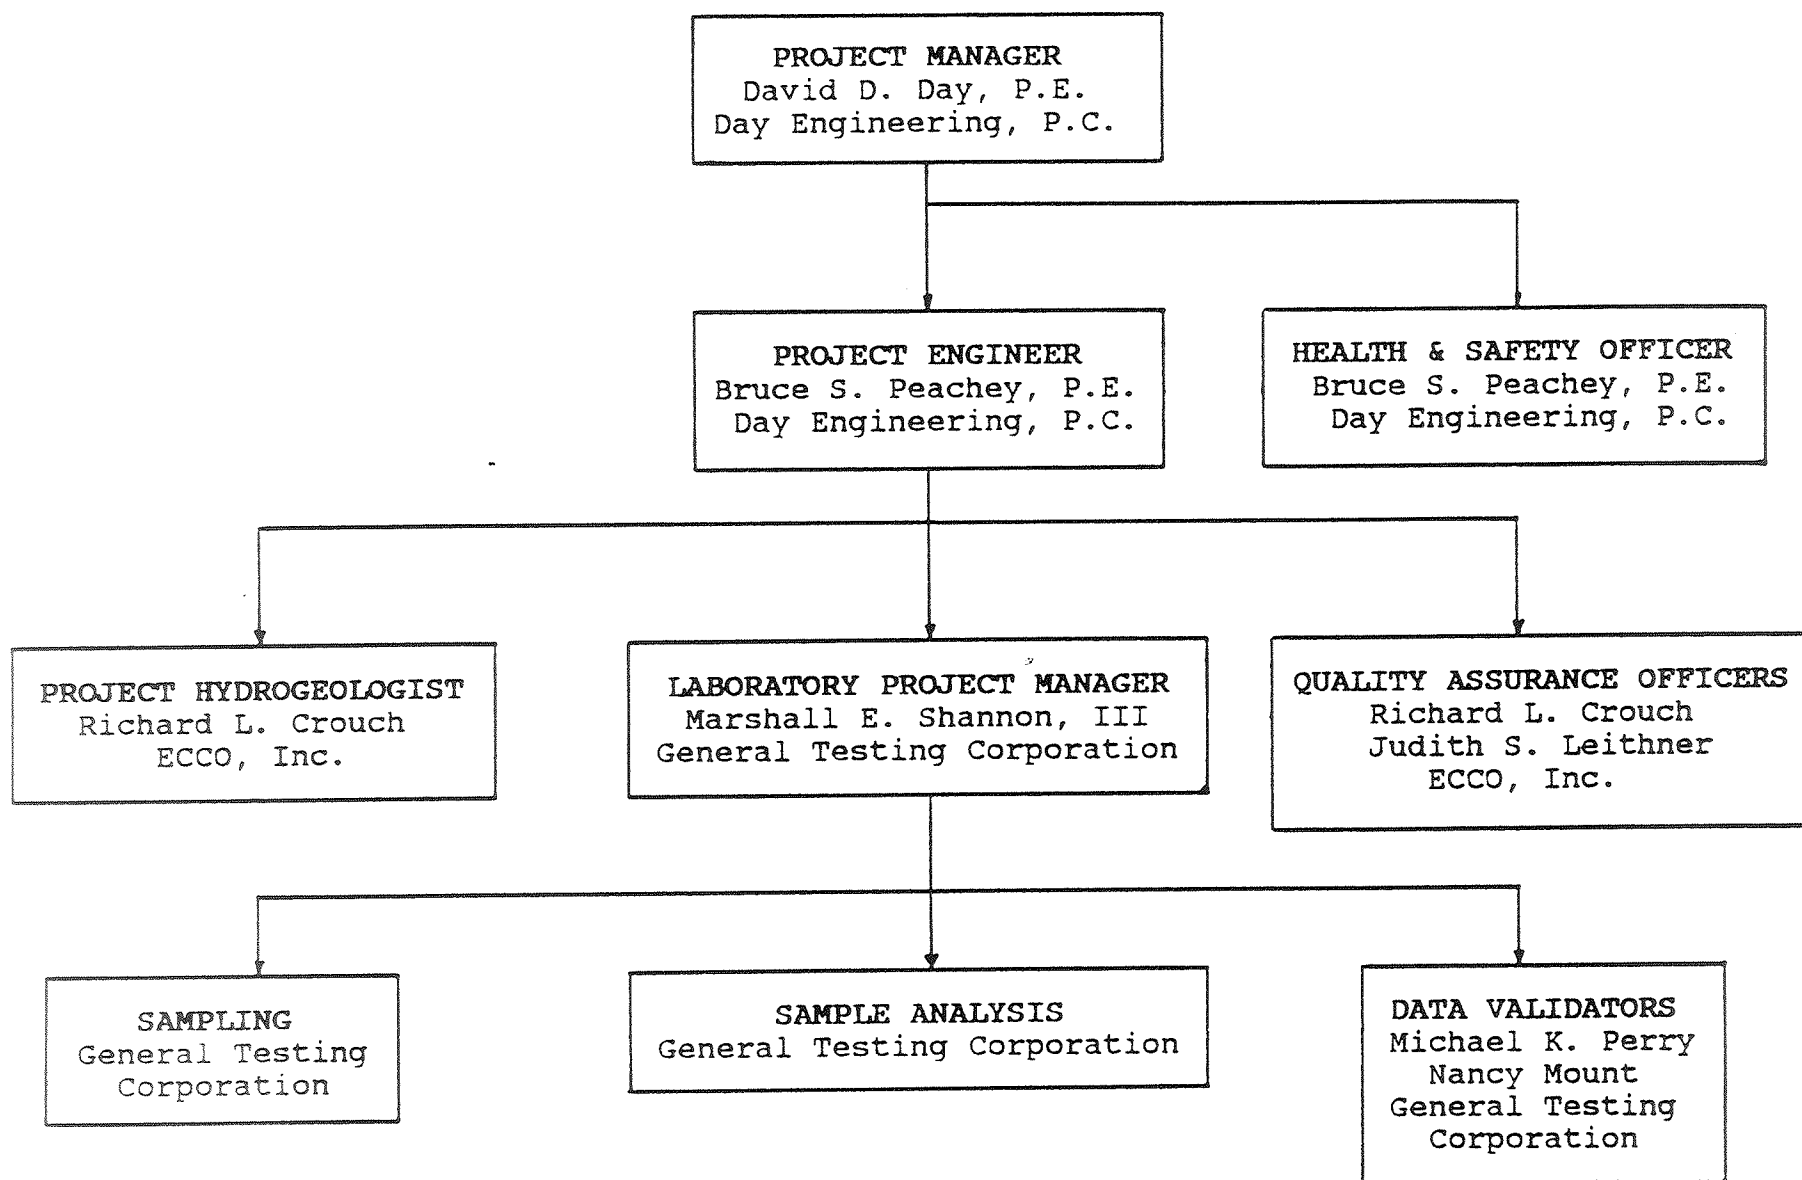 PROJECT MANAGER
David D. Day, P.E.
Day Engineering, P.C.
PROJECT ENGINEER
Bruce S. Peachey, P.E.
Day Engineering, P.C.
HEALTH & SAFETY OFFICER
Bruce S. Peachey, P.E.
Day Engineering, P.C.
PROJECT HYDROGEOLOGIST
Richard L. Crouch
ECCO, Inc.
LABORATORY PROJECT MANAGER
Marshall E. Shannon, III
General Testing Corporation
QUALITY ASSURANCE OFFICERS
Richard L. Crouch
Judith S. Leithner
ECCO, Inc.
SAMPLING
General Testing
Corporation
SAMPLE ANALYSIS
General Testing Corporation
DATA VALIDATORS
Michael K. Perry
Nancy Mount
General Testing
Corporation